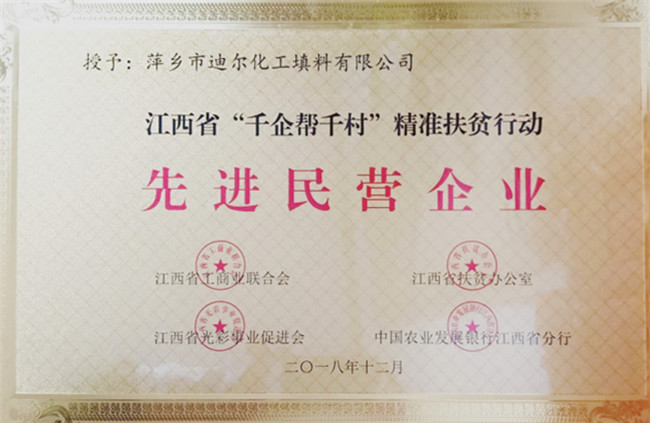 授予：萍乡市迪尔化工填料有限公司
江西省“千企帮千村”精准扶贫行动
先进民营企业
江西省工商业联合会 江西省扶贫办公室
江西省光彩事业促进会 中国农业发展银行江西省分行
二〇一八年十二月